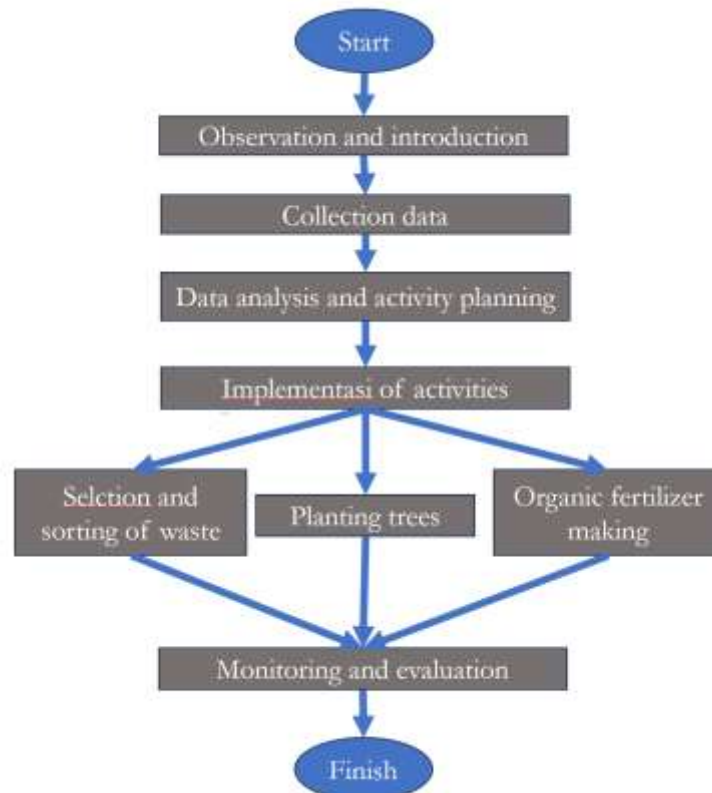 Start
Observation and introduction
Collection data
Data analysis and activity planning
Implementasi of activities
Selction and
sorting of waste
Planting trees
Organic fertilizer
making
Monitoring and evaluation
Finish